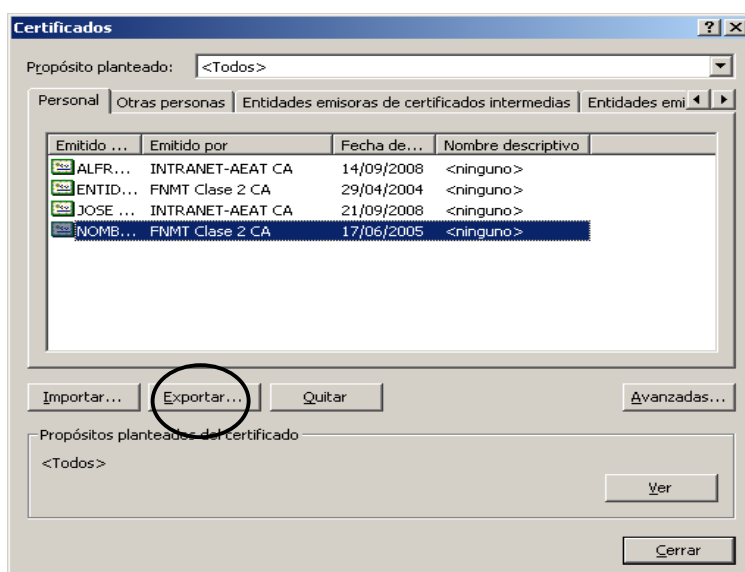 Certificados
Propósito planteado: <Todos>
Personal Otras personas Entidades emisoras de certificados intermedias Entidades emi
Emitido ... Emitido por Fecha de... Nombre descriptivo
ALFR... INTRANET-AEAT CA 14/09/2008 <ninguno>
ENTID... FNMT Clase 2 CA 29/04/2004 <ninguno>
JOSE ... INTRANET-AEAT CA 21/09/2008 <ninguno>
NOMB... FNMT Clase 2 CA 17/06/2005 <ninguno>
Importar... Exportar... Quitar Avanzadas...
Propósitos planteados del certificado
<Todos>
Ver
Cerrar